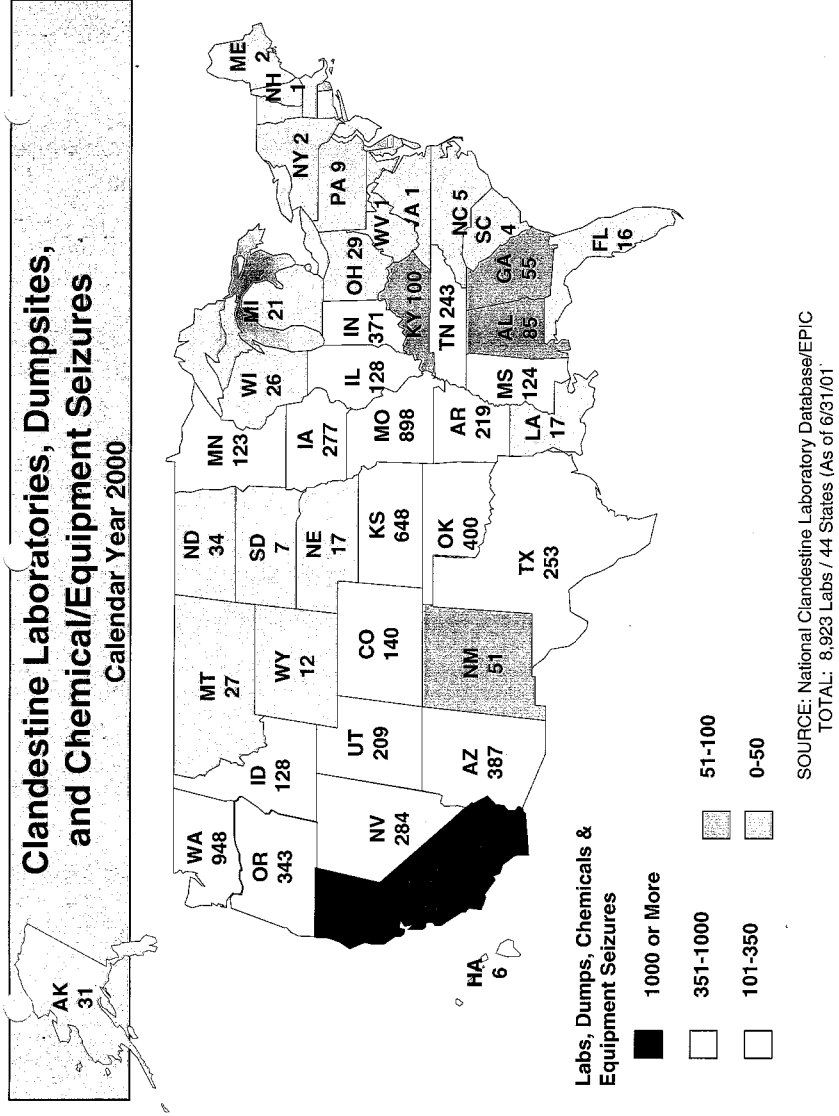 Clandestine Laboratories, Dumpsites,
and Chemical/Equipment Seizures
Calendar Year 2000
AK
31
WA
948
OR
343
ID
128
MT
27
WY
12
NV
284
UT
209
CO
140
AZ
387
NM
51
ND
34
SD
7
NE
17
KS
648
OK
400
TX
253
MN
123
IA
277
MO
898
AR
219
LA
17
WI
26
IL
128
MS
124
MI
21
IN
371
OH 29
KY 100
TN 243
AL
85
GA
55
FL
16
SC
4
NC 5
VA 1
WV 1
PA 9
NY 2
NH
1
ME
2
HA
6
Labs, Dumps, Chemicals &
Equipment Seizures
1000 or More
351-1000
101-350
51-100
0-50
SOURCE: National Clandestine Laboratory Database/EPIC
TOTAL: 8,923 Labs / 44 States (As of 6/31/01